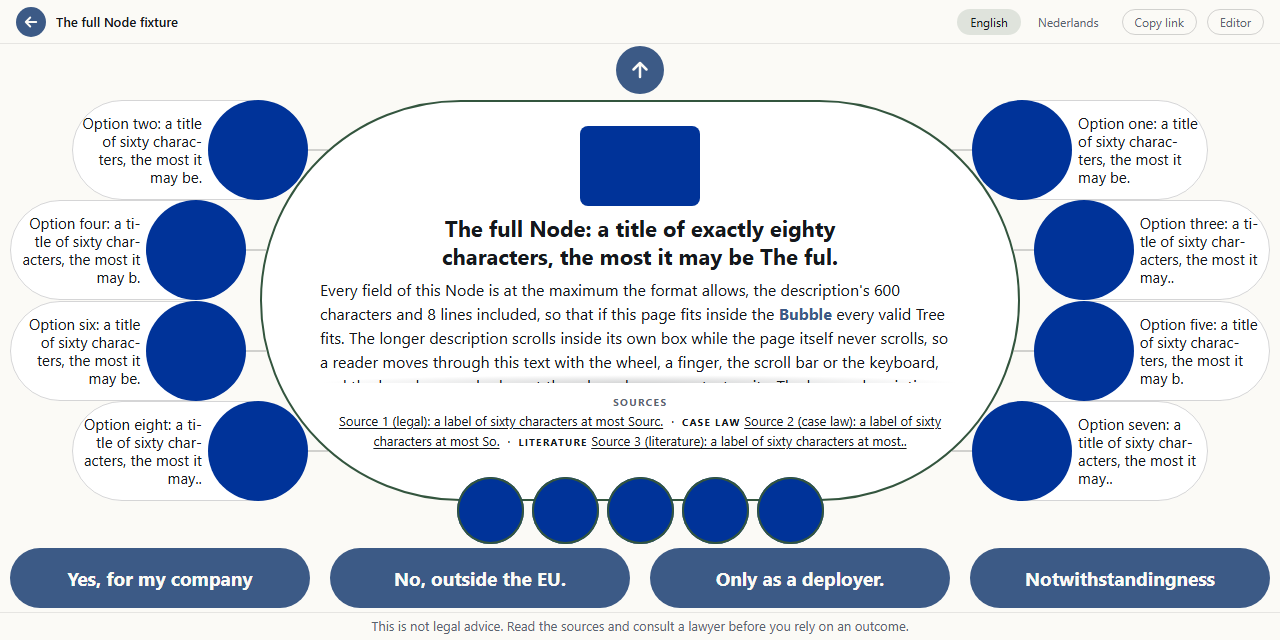 The full Node fixture
English
Nederlands
Copy link
Editor
Option two: a title
of sixty charac-
ters, the most it
may be.
Option four: a ti-
tle of sixty char-
acters, the most it
may b.
Option six: a title
of sixty charac-
ters, the most it
may be.
Option eight: a ti-
tle of sixty char-
acters, the most it
may..
The full Node: a title of exactly eighty
characters, the most it may be The ful.
Every field of this Node is at the maximum the format allows, the description's 600
characters and 8 lines included, so that if this page fits inside the Bubble every valid Tree
fits. The longer description scrolls inside its own box while the page itself never scrolls, so
a reader moves through this text with the wheel, a finger, the scroll bar or the keyboard,
SOURCES
Source 1 (legal): a label of sixty characters at most Sourc. · CASE LAW Source 2 (case law): a label of sixty
characters at most So. · LITERATURE Source 3 (literature): a label of sixty characters at most..
Option one: a title
of sixty charac-
ters, the most it
may be.
Option three: a ti-
tle of sixty char-
acters, the most it
may..
Option five: a title
of sixty charac-
ters, the most it
may b.
Option seven: a
title of sixty char-
acters, the most it
may..
Yes, for my company
No, outside the EU.
Only as a deployer.
Notwithstandingness
This is not legal advice. Read the sources and consult a lawyer before you rely on an outcome.